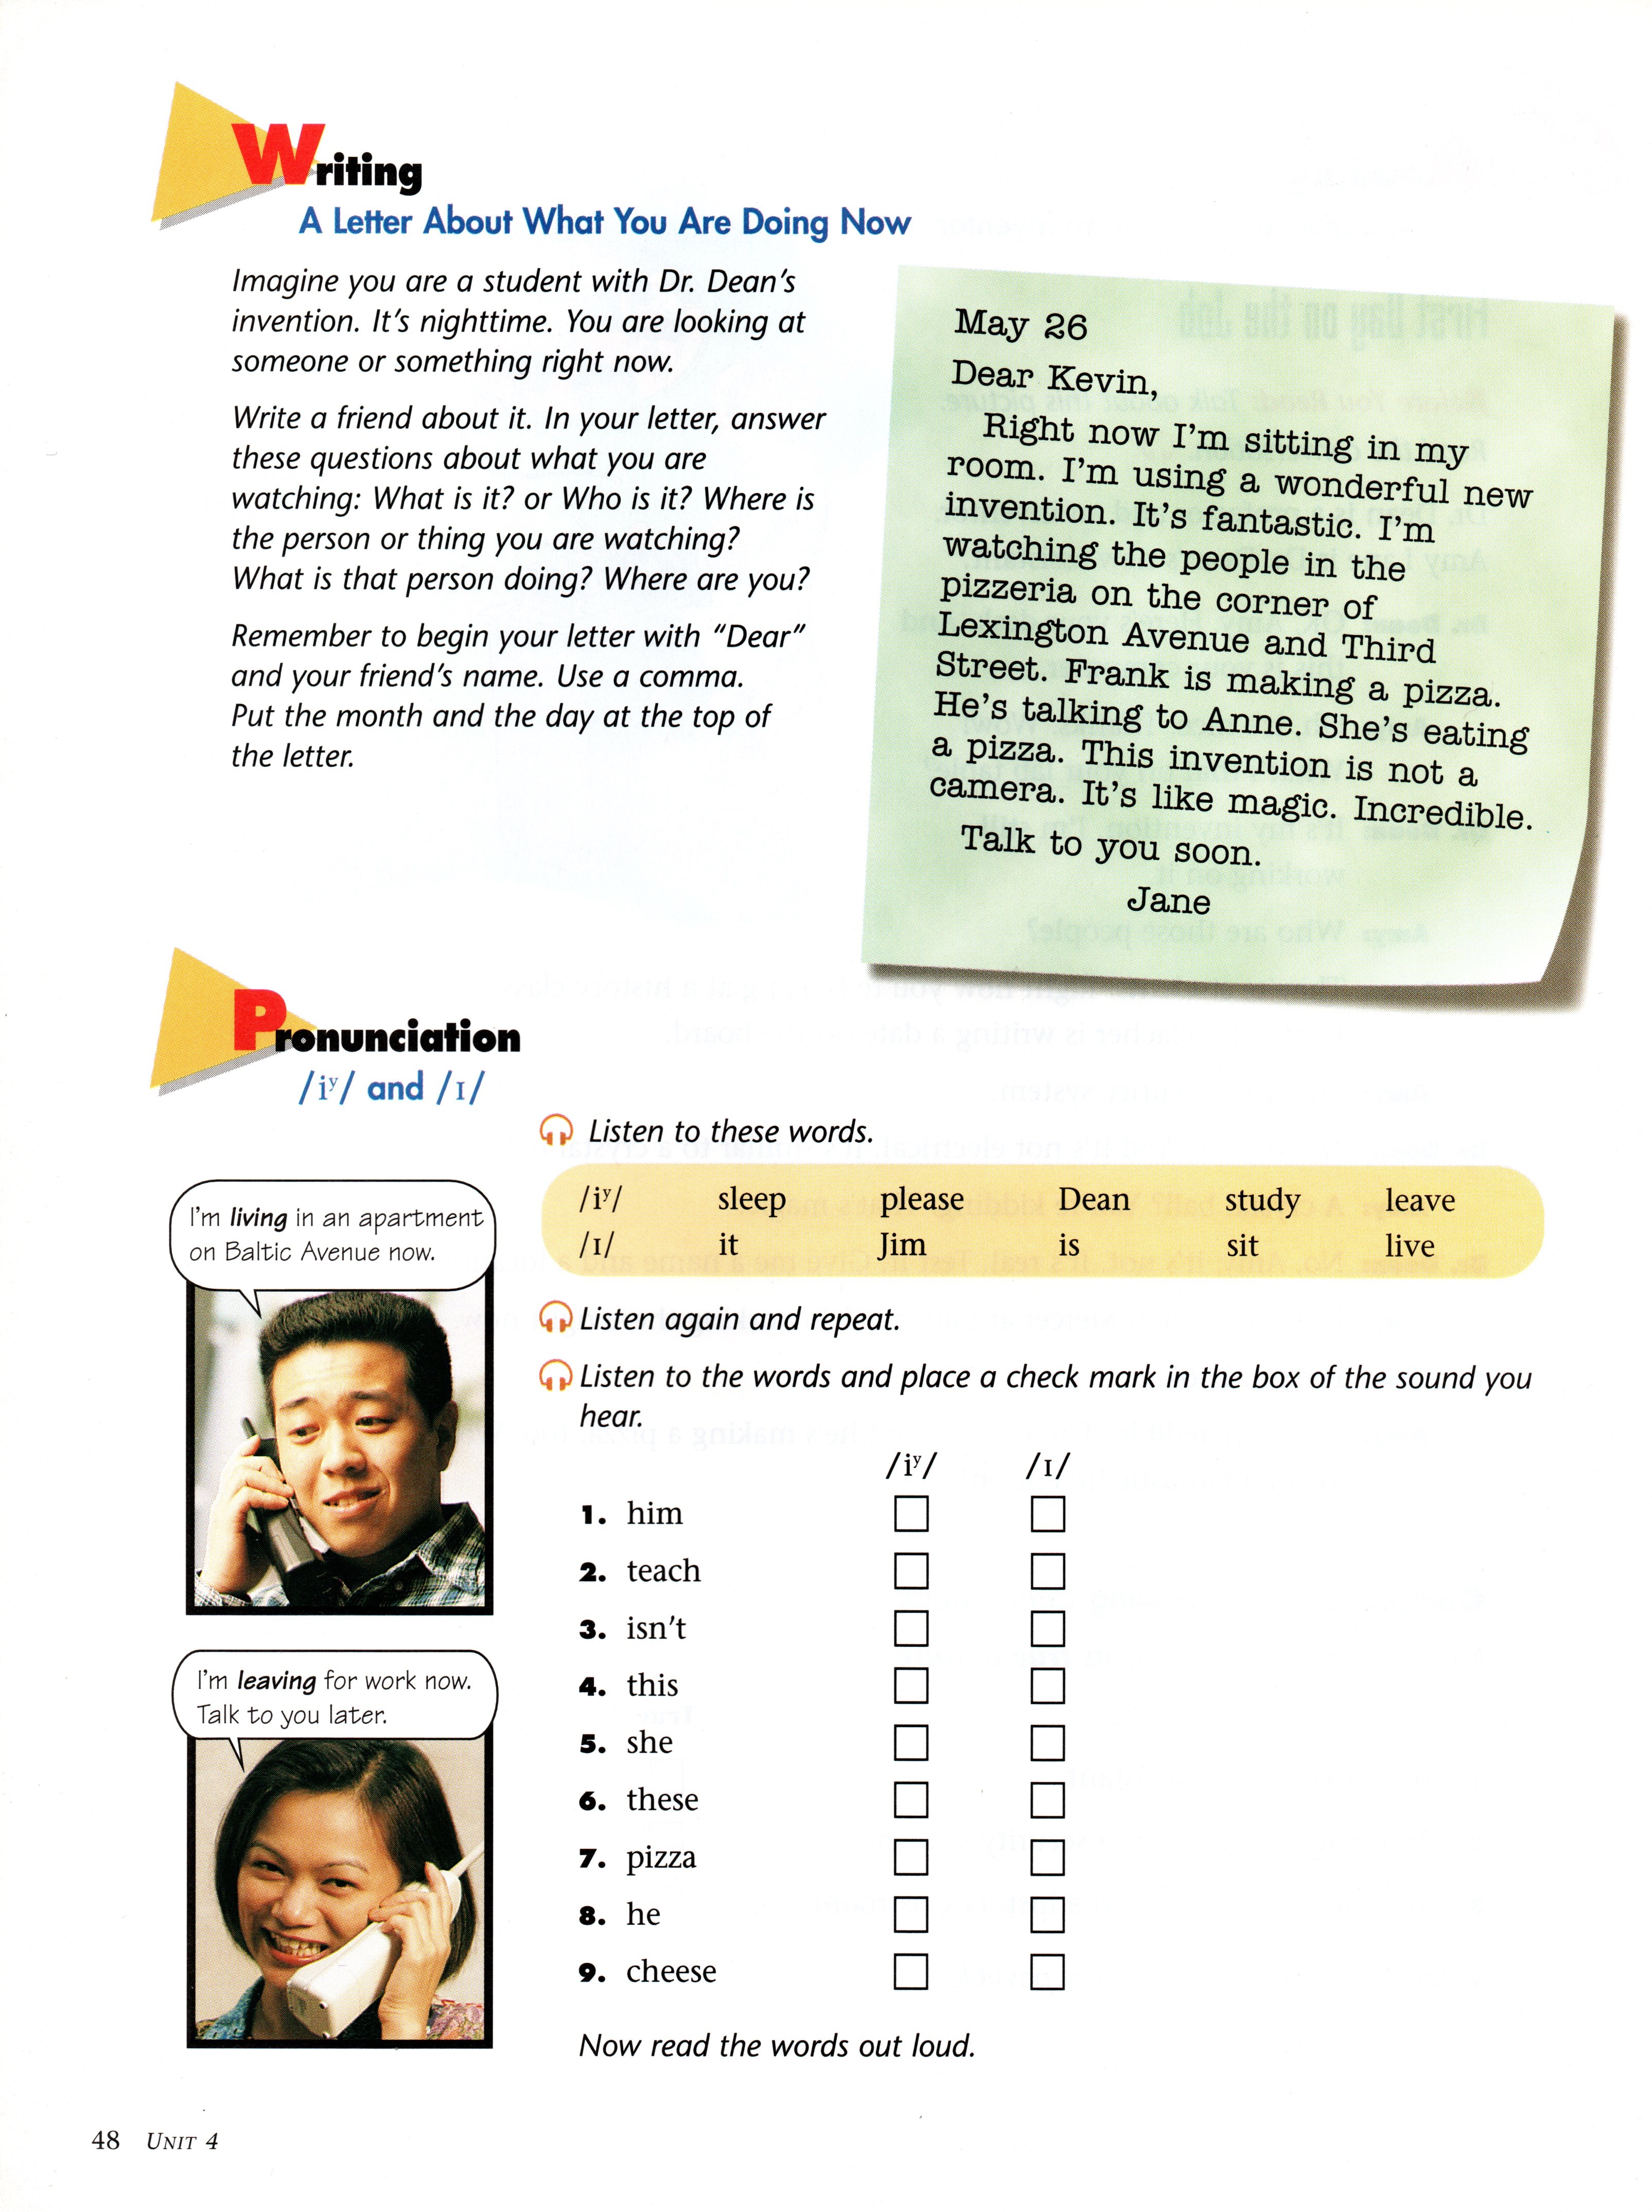 Writing
A Letter About What You Are Doing Now
Imagine you are a student with Dr. Dean's
invention. It's nighttime. You are looking at
someone or something right now.
Write a friend about it. In your letter, answer
these questions about what you are
watching: What is it? or Who is it? Where is
the person or thing you are watching?
What is that person doing? Where are you?
Remember to begin your letter with "Dear"
and your friend's name. Use a comma.
Put the month and the day at the top of
the letter.
May 26
Dear Kevin,
Right now I'm sitting in my
room. I'm using a wonderful new
invention. It's fantastic. I'm
watching the people in the
pizzeria on the corner of
Lexington Avenue and Third
Street. Frank is making a pizza.
He's talking to Anne. She's eating
a pizza. This invention is not a
camera. It's like magic. Incredible.
Talk to you soon.
Jane
Pronunciation
/iʸ/ and /ɪ/
Listen to these words.
/iʸ/ sleep please Dean study leave
/ɪ/ it Jim is sit live
Listen again and repeat.
Listen to the words and place a check mark in the box of the sound you
hear.
/iʸ/ /ɪ/
1. him
2. teach
3. isn't
4. this
5. she
6. these
7. pizza
8. he
9. cheese
Now read the words out loud.
I'm living in an apartment
on Baltic Avenue now.
I'm leaving for work now.
Talk to you later.
48 UNIT 4